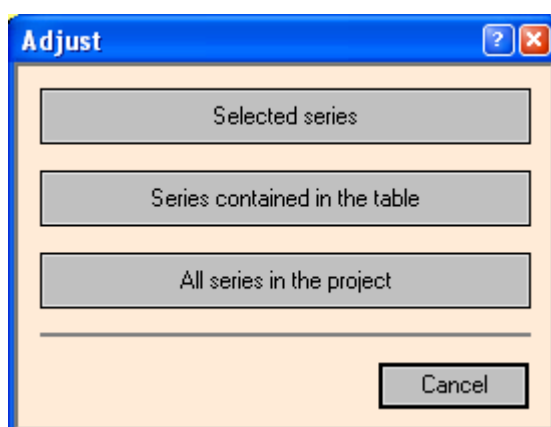 Adjust
?
Selected series
Series contained in the table
All series in the project
Cancel